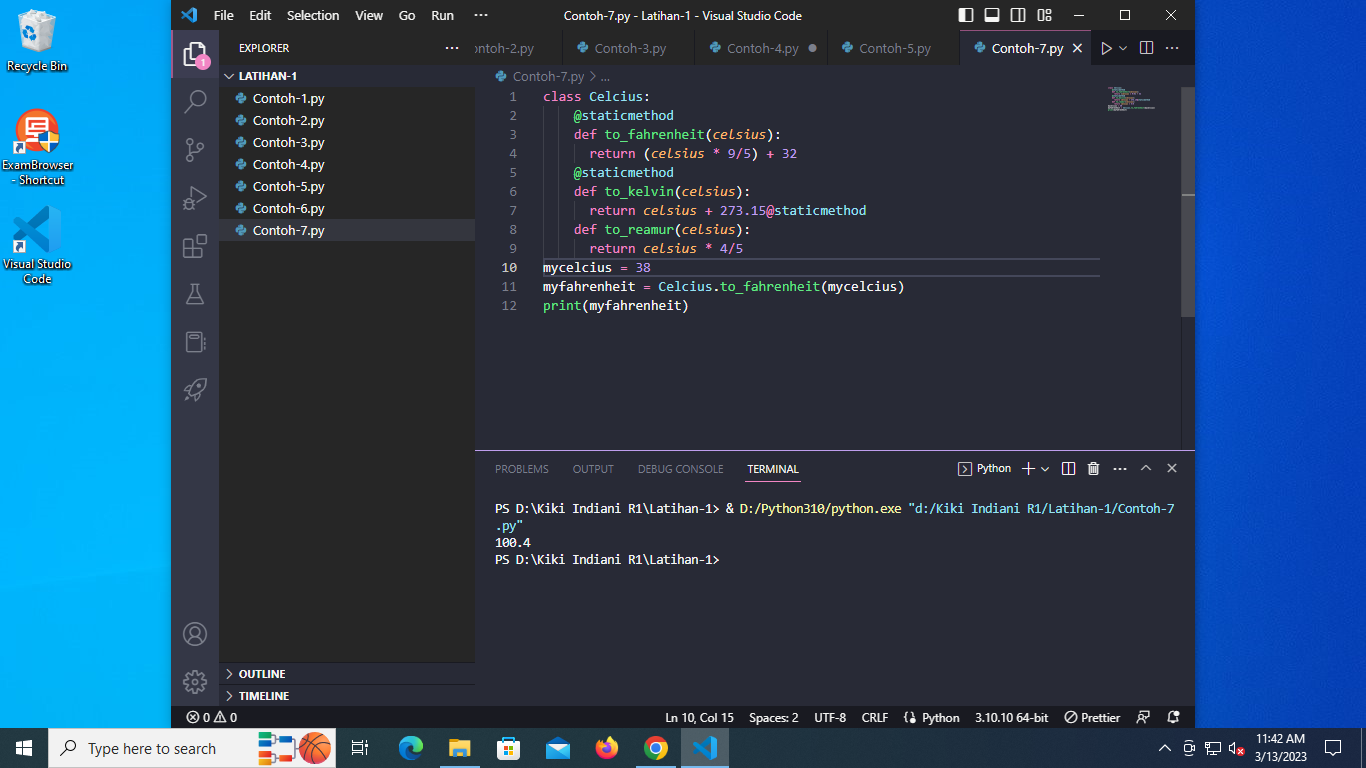 Recycle Bin
ExamBrowser
- Shortcut
Visual Studio
Code
File Edit Selection View Go Run ···
Contoh-7.py - Latihan-1 - Visual Studio Code
EXPLORER
LATIHAN-1
Contoh-1.py
Contoh-2.py
Contoh-3.py
Contoh-4.py
Contoh-5.py
Contoh-6.py
Contoh-7.py
OUTLINE
TIMELINE
1
ontoh-2.py Contoh-3.py Contoh-4.py Contoh-5.py Contoh-7.py
Contoh-7.py > ...
1 class Celcius:
2 @staticmethod
3 def to_fahrenheit(celsius):
4 return (celsius * 9/5) + 32
5 @staticmethod
6 def to_kelvin(celsius):
7 return celsius + 273.15@staticmethod
8 def to_reamur(celsius):
9 return celsius * 4/5
10 mycelcius = 38
11 myfahrenheit = Celcius.to_fahrenheit(mycelcius)
12 print(myfahrenheit)
PROBLEMS OUTPUT DEBUG CONSOLE TERMINAL
Python
PS D:\Kiki Indiani R1\Latihan-1> & D:/Python310/python.exe "d:/Kiki Indiani R1/Latihan-1/Contoh-7
.py"
100.4
PS D:\Kiki Indiani R1\Latihan-1>
0 0 Ln 10, Col 15 Spaces: 2 UTF-8 CRLF Python 3.10.10 64-bit Prettier
Type here to search
11:42 AM
3/13/2023